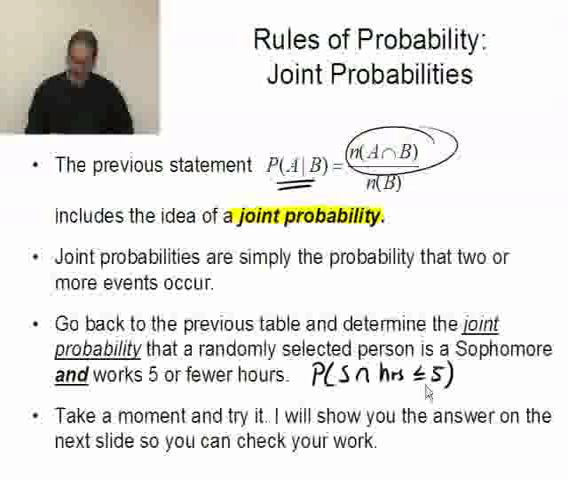 Rules of Probability:
Joint Probabilities
• The previous statement P(A|B) = n(A∩B) / n(B)
includes the idea of a joint probability.
• Joint probabilities are simply the probability that two or
more events occur.
• Go back to the previous table and determine the joint
probability that a randomly selected person is a Sophomore
and works 5 or fewer hours. P(S ∩ hrs ≤ 5)
• Take a moment and try it. I will show you the answer on the
next slide so you can check your work.